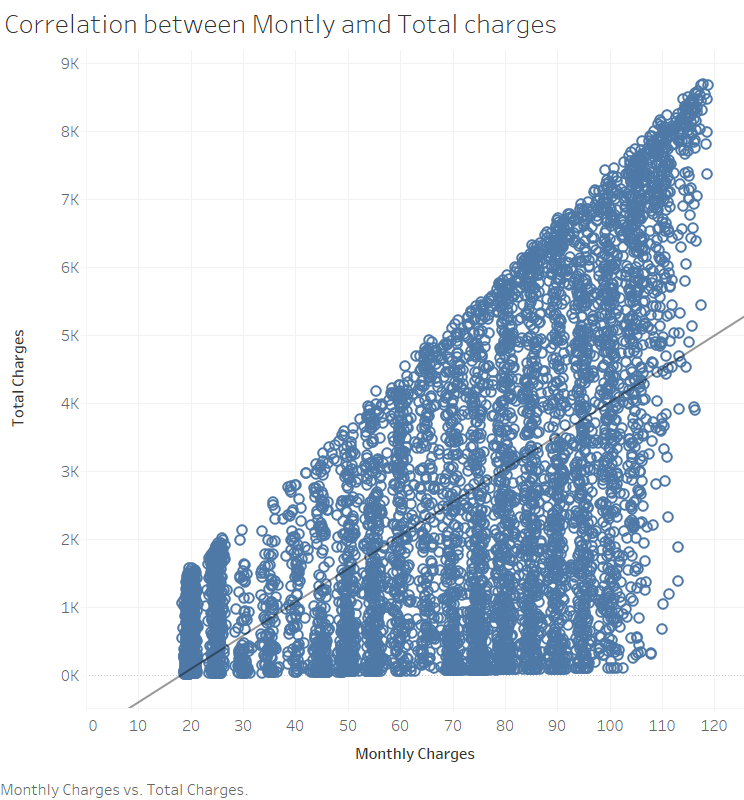 Correlation between Montly amd Total charges
9K
8K
7K
6K
5K
4K
3K
2K
1K
0K
Total Charges
0 10 20 30 40 50 60 70 80 90 100 110 120
Monthly Charges
Monthly Charges vs. Total Charges.